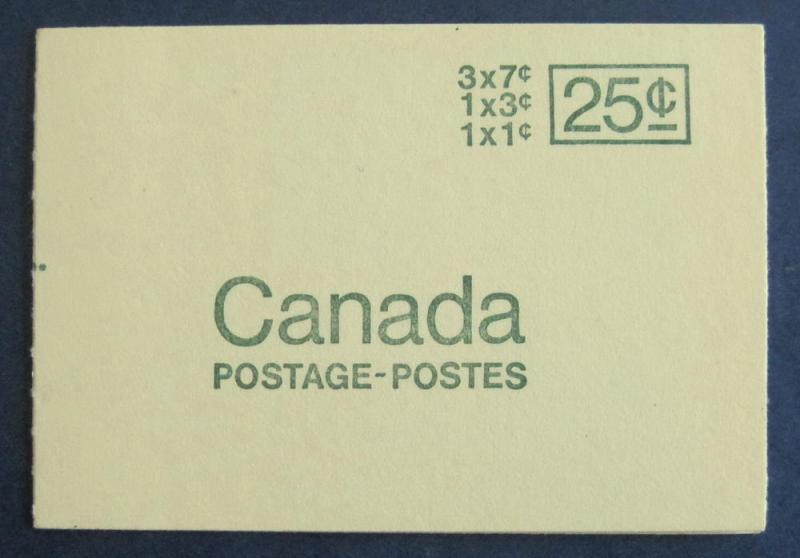 3x7¢
1x3¢
1x1¢
25¢
Canada
POSTAGE-POSTES